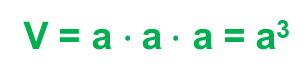 V = a · a · a = a³